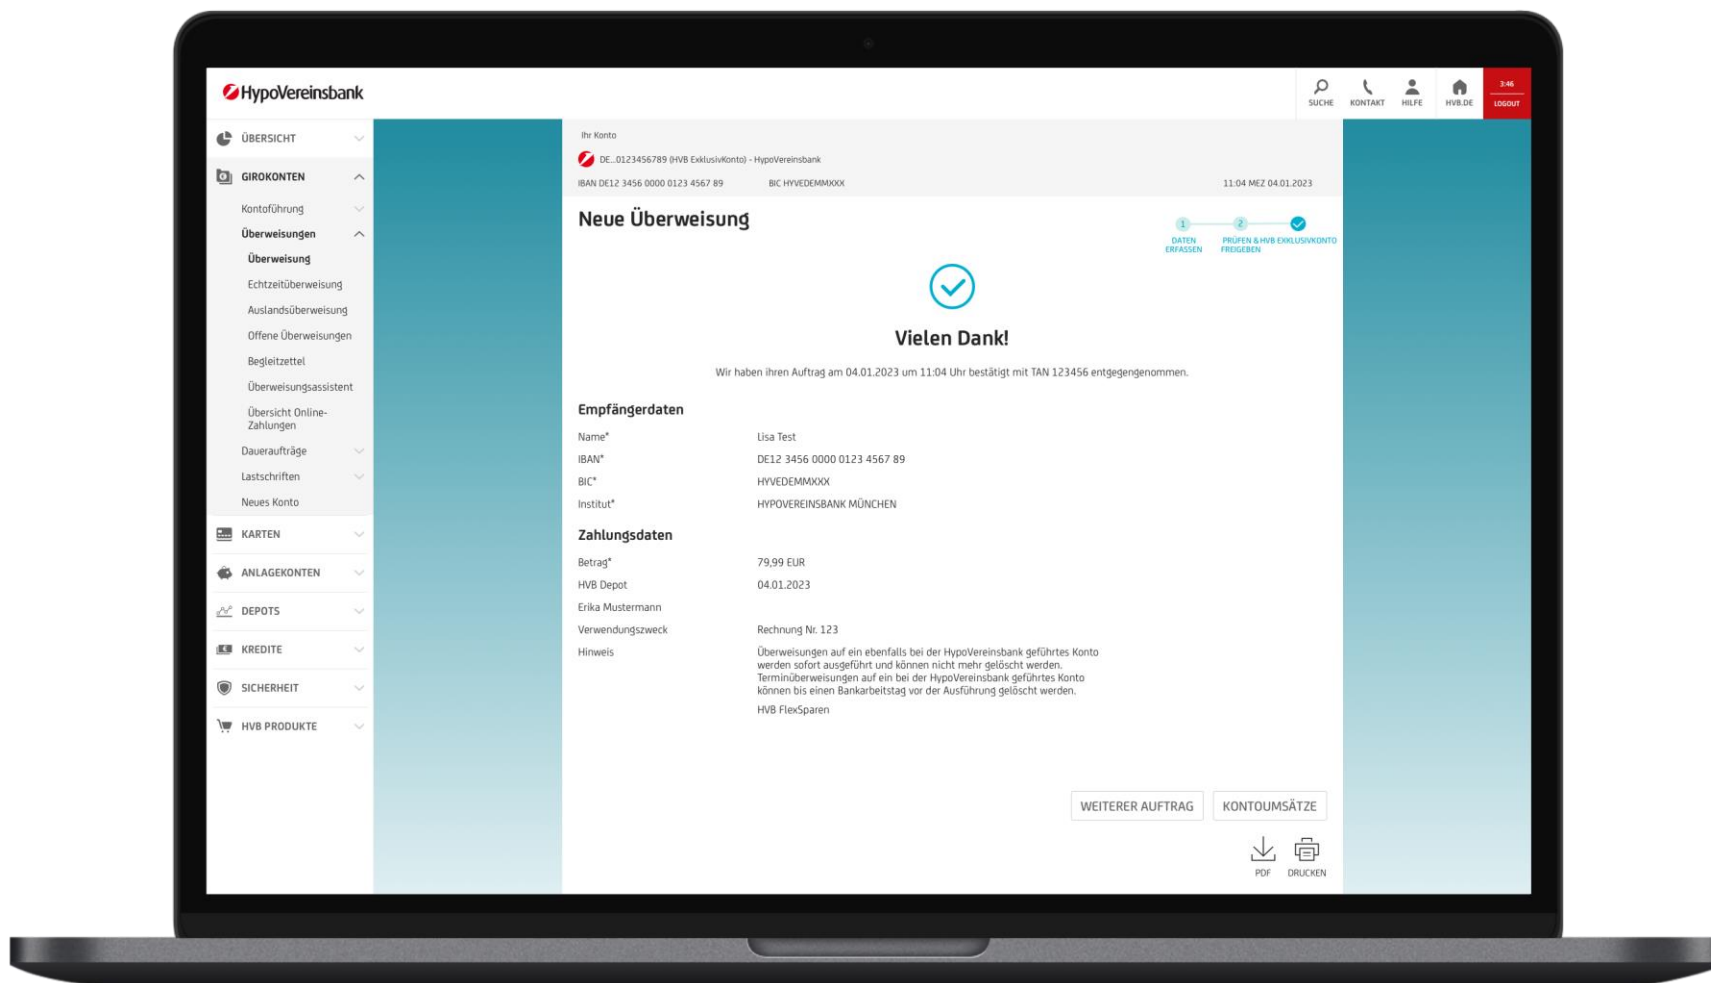 HypoVereinsbank
SUCHE
KONTAKT
HILFE
HVB.DE
3:46
LOGOUT
ÜBERSICHT
GIROKONTEN
Kontoführung
Überweisungen
Überweisung
Echtzeitüberweisung
Auslandsüberweisung
Offene Überweisungen
Begleitzettel
Überweisungsassistent
Übersicht Online-
Zahlungen
Daueraufträge
Lastschriften
Neues Konto
KARTEN
ANLAGEKONTEN
DEPOTS
KREDITE
SICHERHEIT
HVB PRODUKTE
Ihr Konto
DE...0123456789 (HVB ExklusivKonto) - HypoVereinsbank
IBAN DE12 3456 0000 0123 4567 89 BIC HYVEDEMMXXX 11:04 MEZ 04.01.2023
Neue Überweisung
1 2
DATEN PRÜFEN & HVB EXKLUSIVKONTO
ERFASSEN FREIGEBEN
Vielen Dank!
Wir haben ihren Auftrag am 04.01.2023 um 11:04 Uhr bestätigt mit TAN 123456 entgegengenommen.
Empfängerdaten
Name* Lisa Test
IBAN* DE12 3456 0000 0123 4567 89
BIC* HYVEDEMMXXX
Institut* HYPOVEREINSBANK MÜNCHEN
Zahlungsdaten
Betrag* 79,99 EUR
HVB Depot 04.01.2023
Erika Mustermann
Verwendungszweck Rechnung Nr. 123
Hinweis Überweisungen auf ein ebenfalls bei der HypoVereinsbank geführtes Konto
werden sofort ausgeführt und können nicht mehr gelöscht werden.
Terminüberweisungen auf ein bei der HypoVereinsbank geführtes Konto
können bis einen Bankarbeitstag vor der Ausführung gelöscht werden.
HVB FlexSparen
WEITERER AUFTRAG
KONTOUMSÄTZE
PDF
DRUCKEN